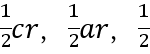 ½cr, ½ar, ½